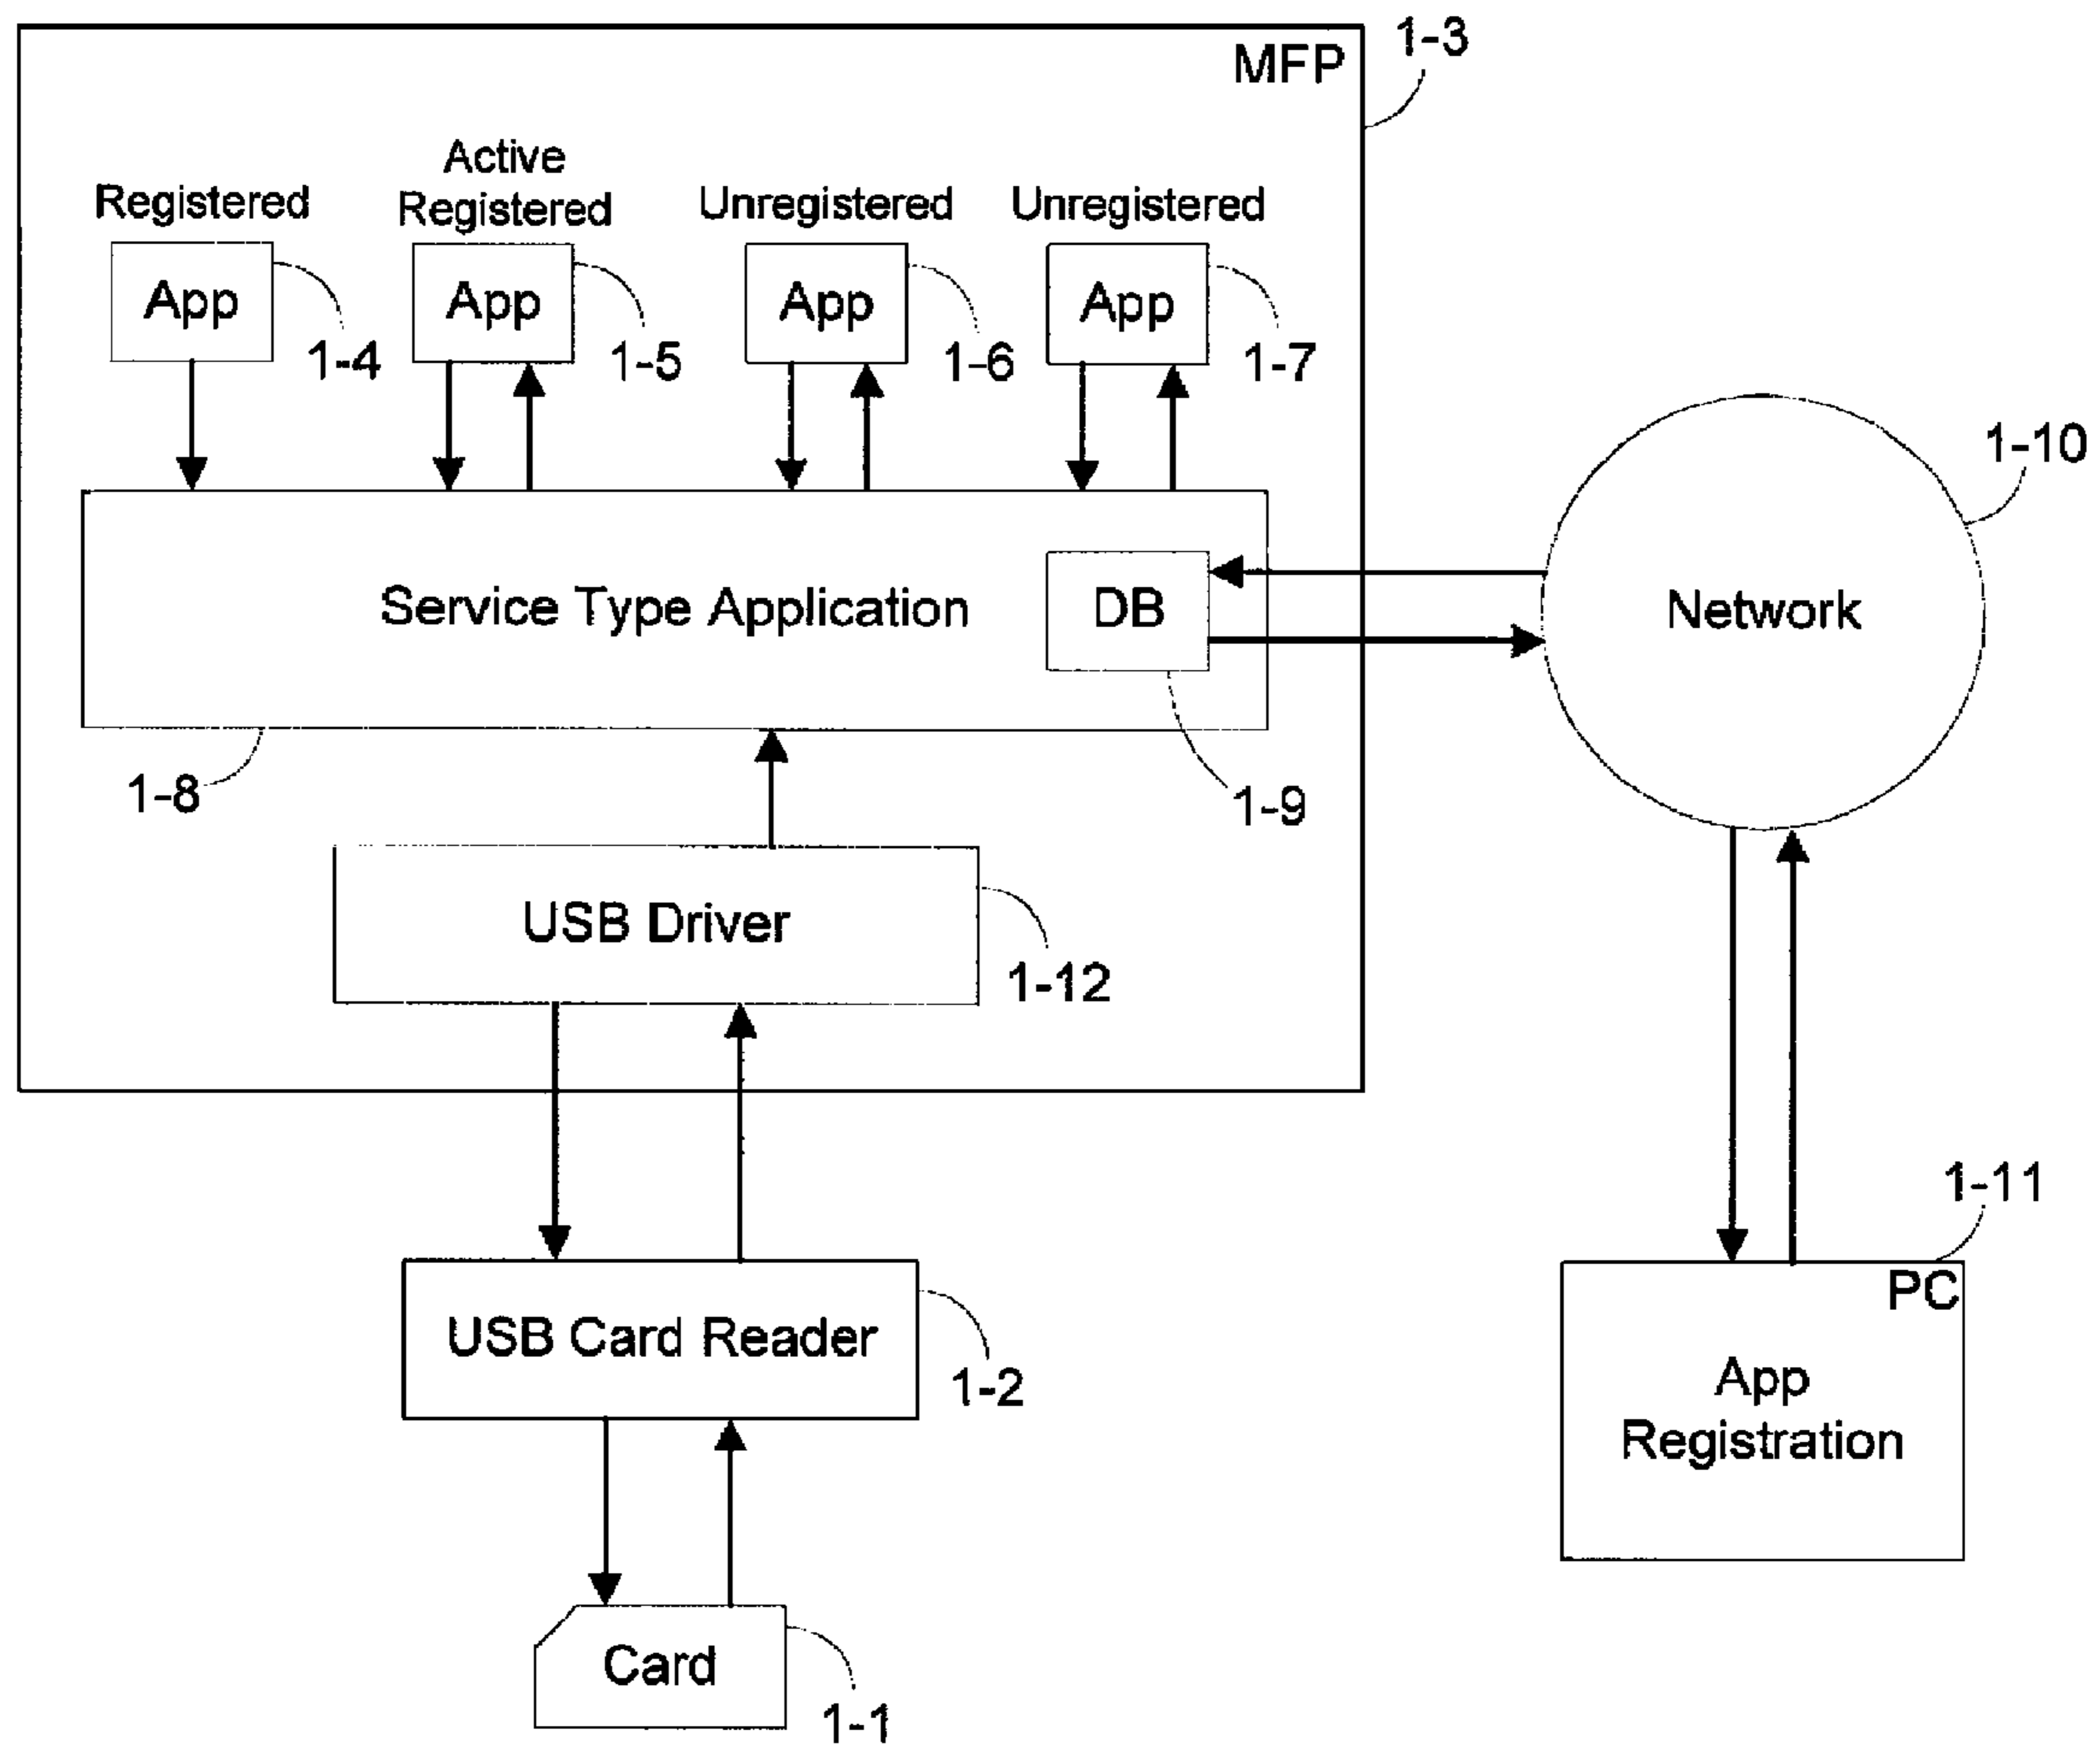 1-3
MFP
Active
Registered
Registered
Unregistered
Unregistered
App
App
App
App
1-4
1-5
1-6
1-7
1-10
Service Type Application
DB
Network
1-8
1-9
USB Driver
1-12
1-11
PC
USB Card Reader
1-2
App
Registration
Card
1-1